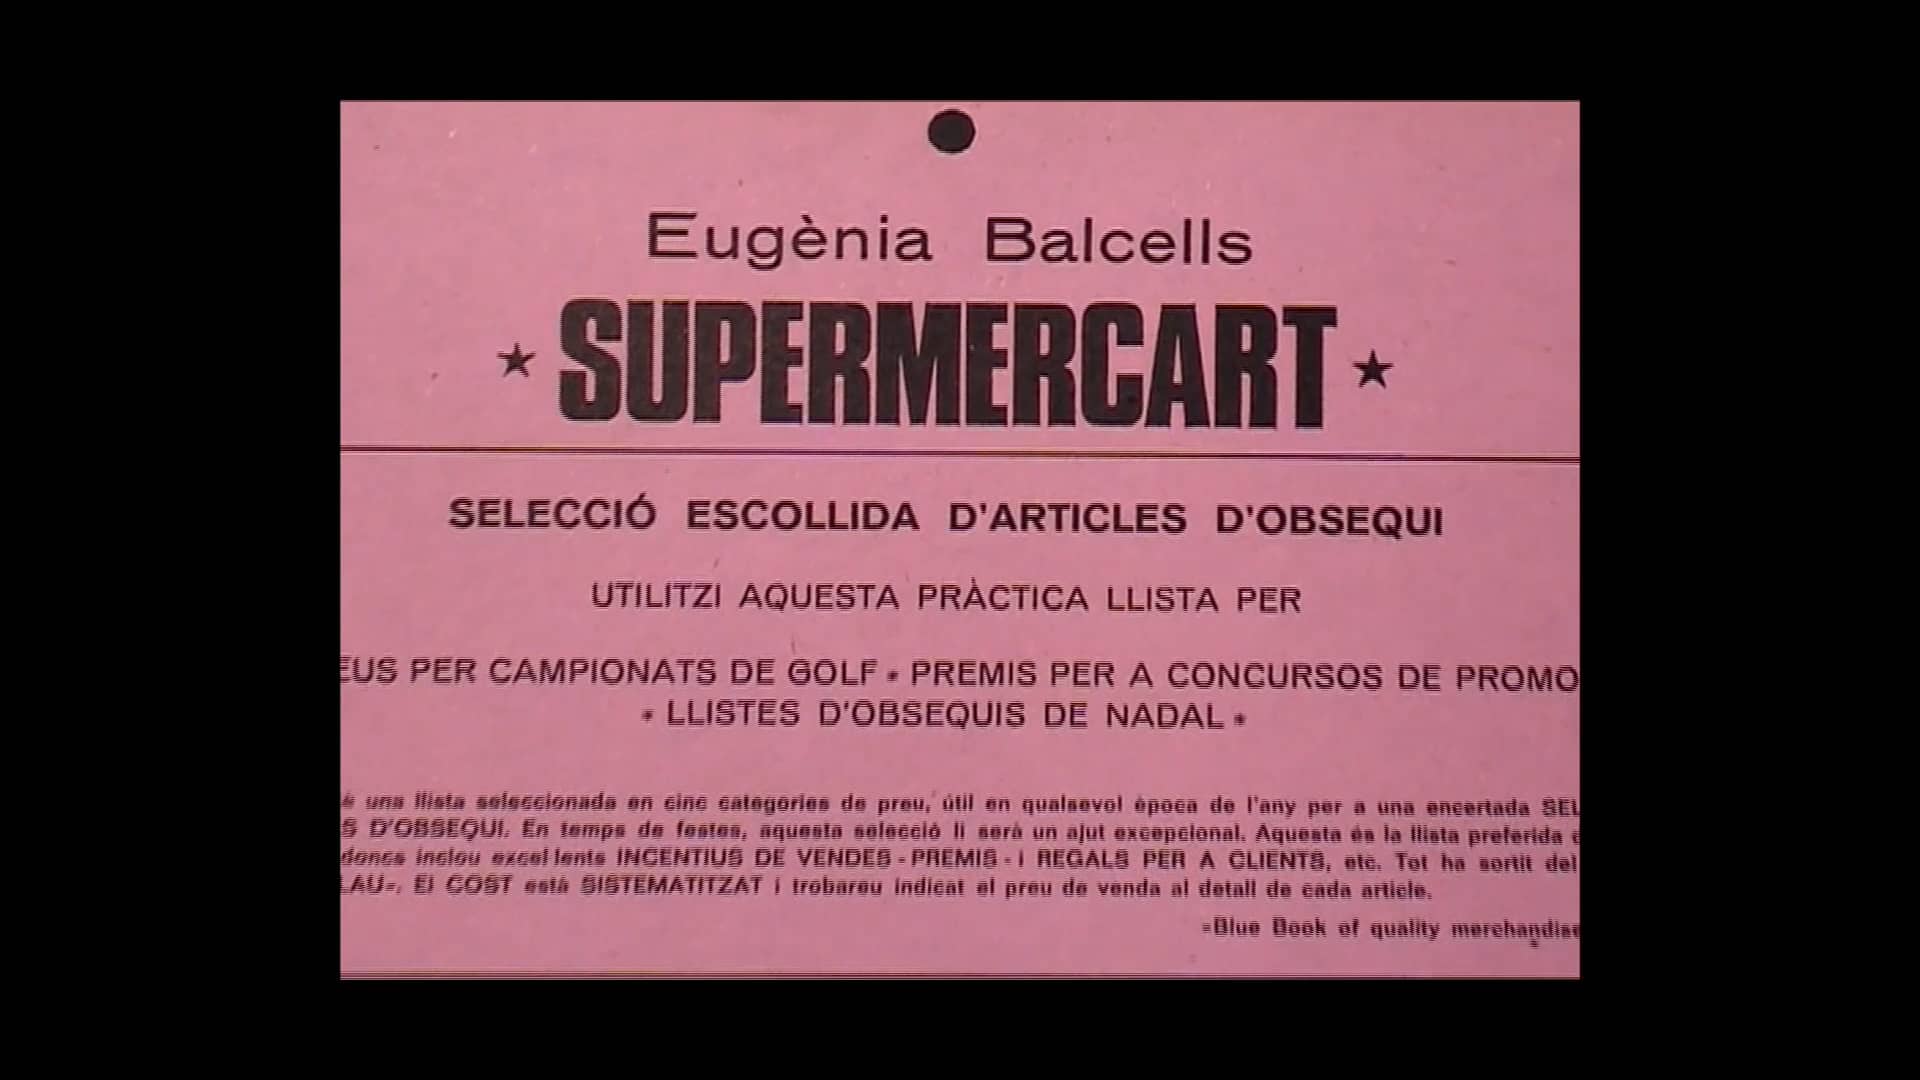 Eugènia Balcells
★ SUPERMERCART ★
SELECCIÓ ESCOLLIDA D'ARTICLES D'OBSEQUI
UTILITZI AQUESTA PRÀCTICA LLISTA PER
EUS PER CAMPIONATS DE GOLF * PREMIS PER A CONCURSOS DE PROMO
* LLISTES D'OBSEQUIS DE NADAL *
é una llista seleccionada en cinc categories de preu, útil en qualsevol època de l'any per a una encertada SEL
S D'OBSEQUI. En temps de festes, aquesta selecció li serà un ajut excepcional. Aquesta és la llista preferida
doncs inclou excel·lents INCENTIUS DE VENDES - PREMIS - I REGALS PER A CLIENTS, etc. Tot ha sortit del
LAU». El COST està SISTEMATITZAT i trobareu indicat el preu de venda al detall de cada article.
«Blue Book of quality merchandise